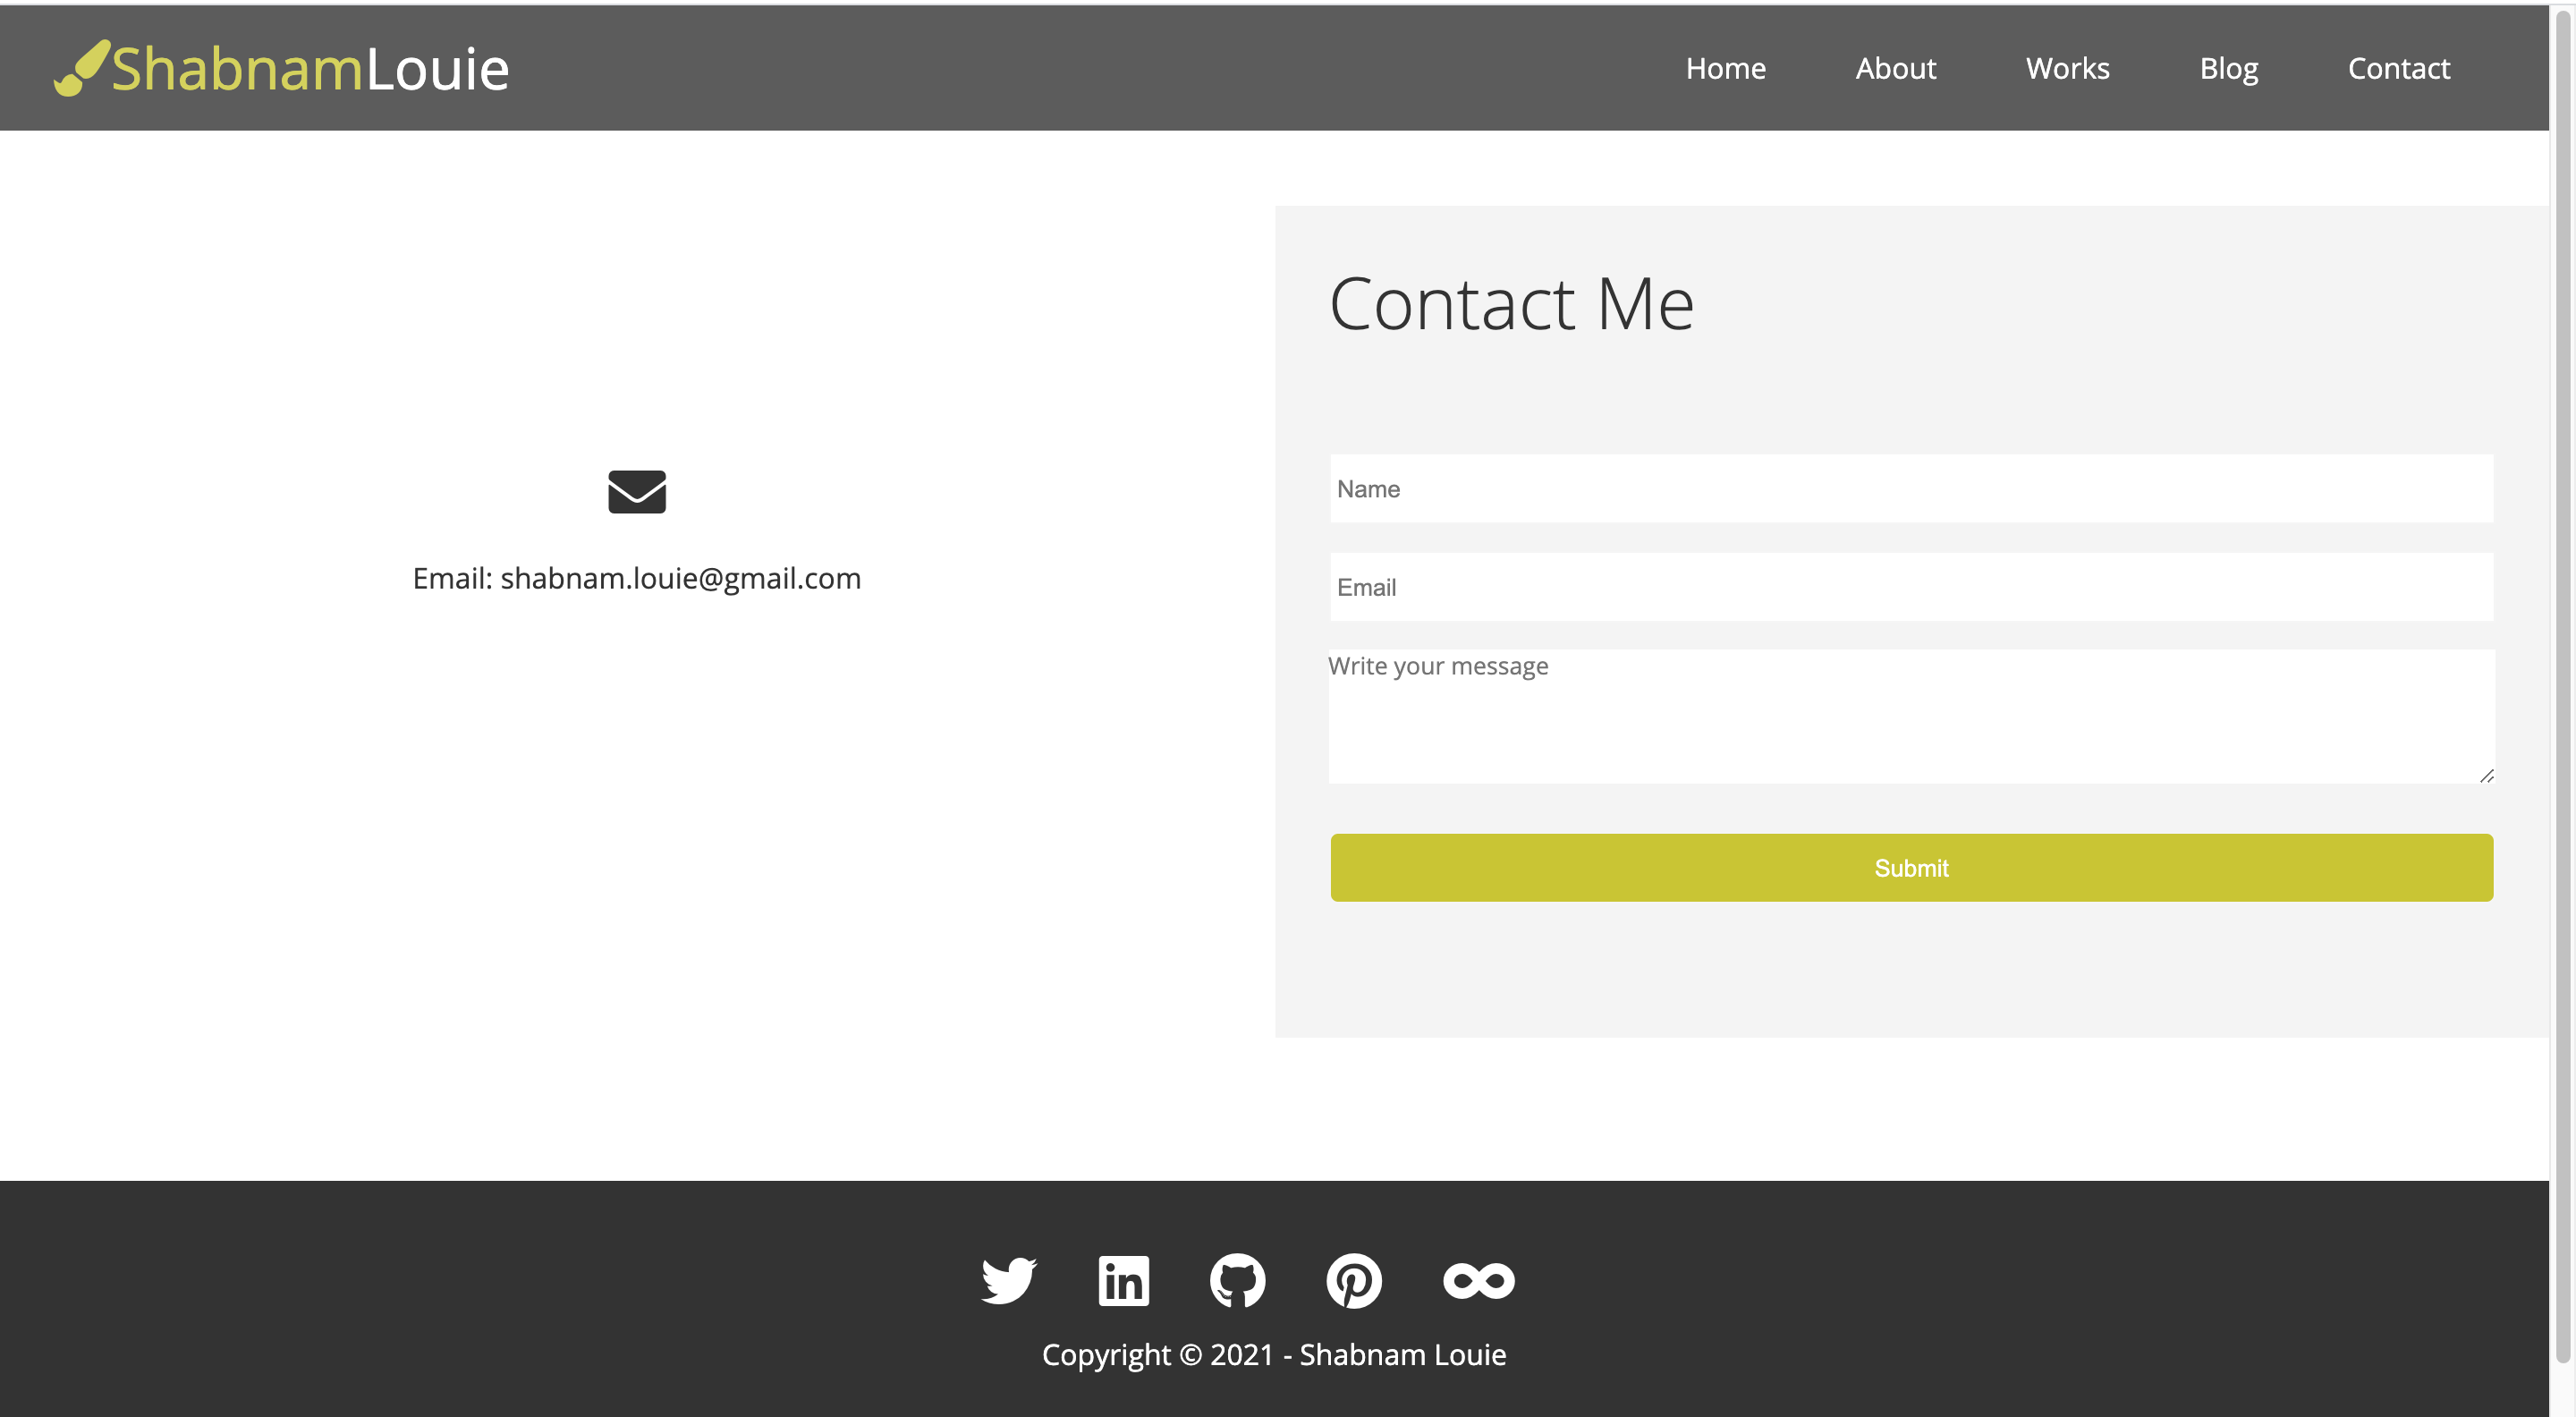 ShabnamLouie
Home About Works Blog Contact
Contact Me
Email: shabnam.louie@gmail.com
Name
Email
Write your message
Submit
Copyright © 2021 - Shabnam Louie